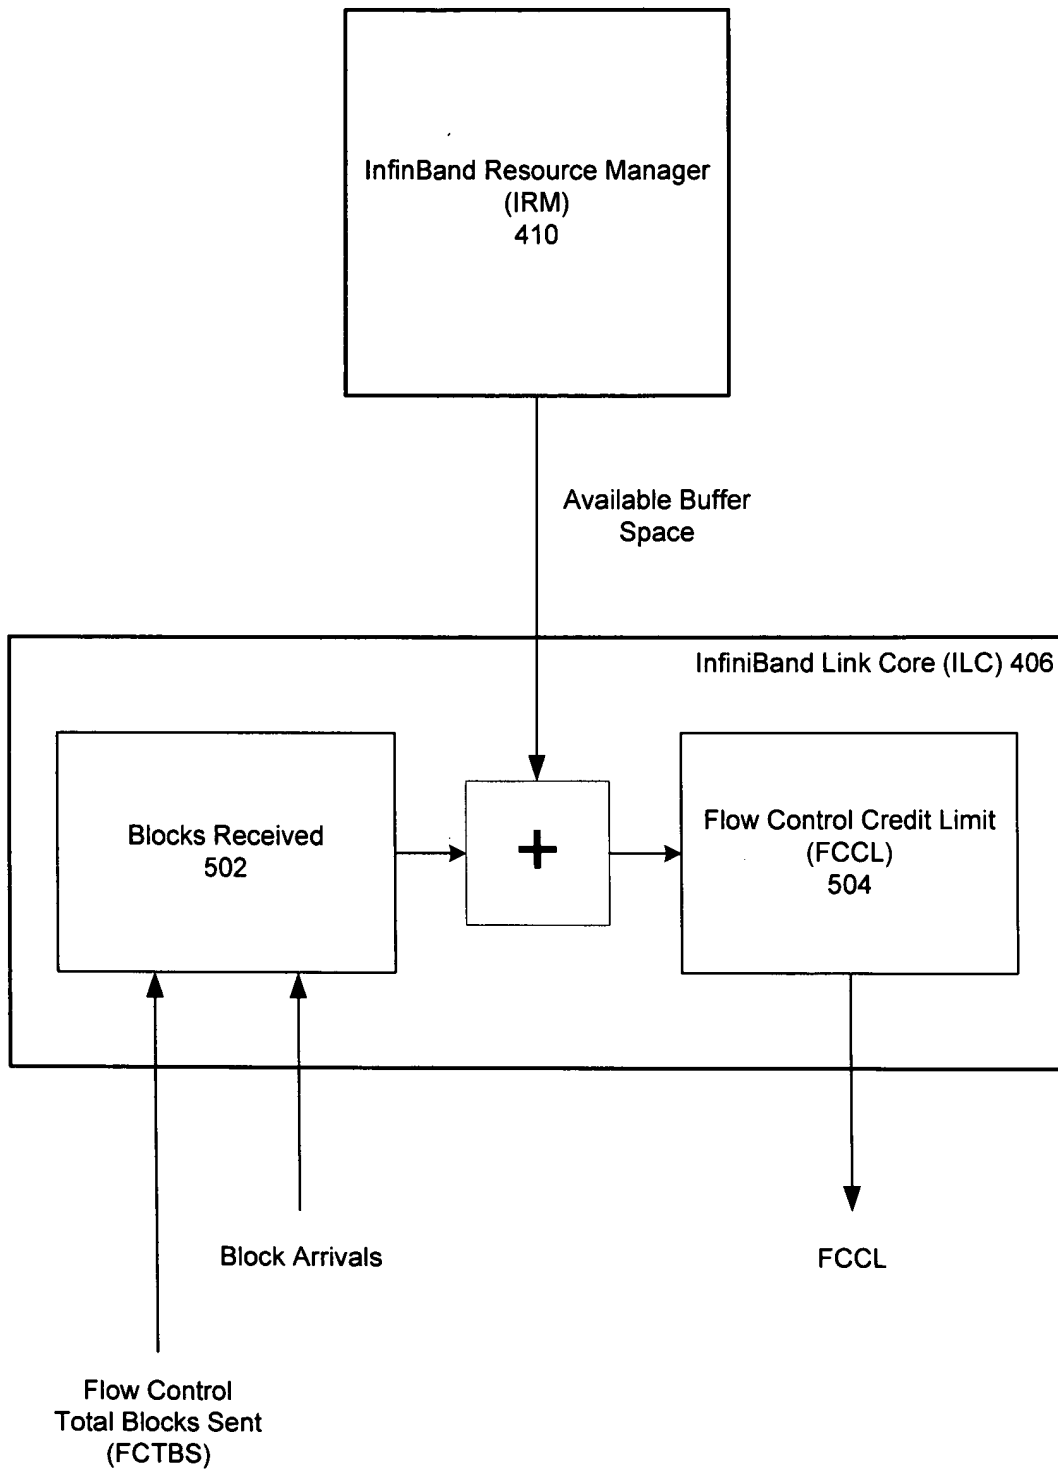 InfinBand Resource Manager
(IRM)
410
Available Buffer
Space
InfiniBand Link Core (ILC) 406
Blocks Received
502
+
Flow Control Credit Limit
(FCCL)
504
Block Arrivals
FCCL
Flow Control
Total Blocks Sent
(FCTBS)